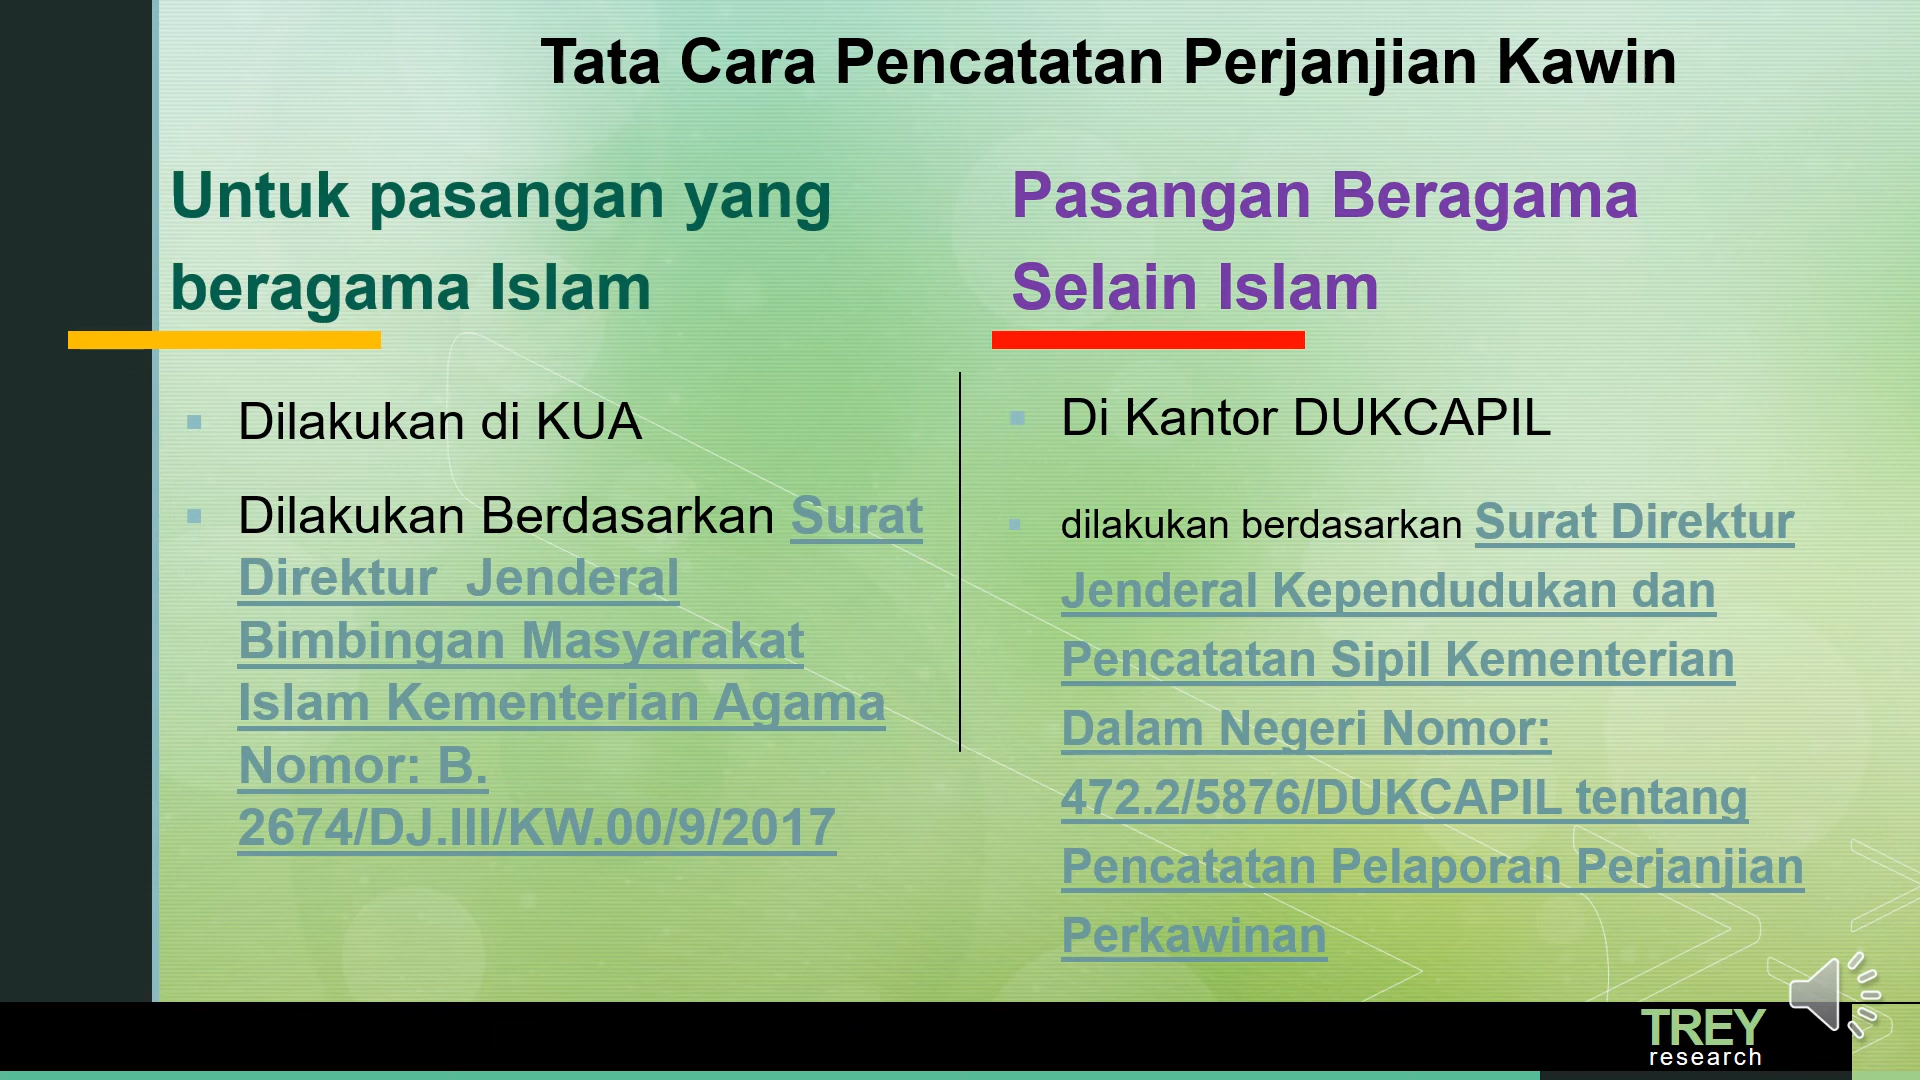 Tata Cara Pencatatan Perjanjian Kawin
Untuk pasangan yang
beragama Islam
Dilakukan di KUA
Dilakukan Berdasarkan Surat
Direktur  Jenderal
Bimbingan Masyarakat
Islam Kementerian Agama
Nomor: B.
2674/DJ.III/KW.00/9/2017
Pasangan Beragama
Selain Islam
Di Kantor DUKCAPIL
dilakukan berdasarkan Surat Direktur
Jenderal Kependudukan dan
Pencatatan Sipil Kementerian
Dalam Negeri Nomor:
472.2/5876/DUKCAPIL tentang
Pencatatan Pelaporan Perjanjian
Perkawinan
TREY
research